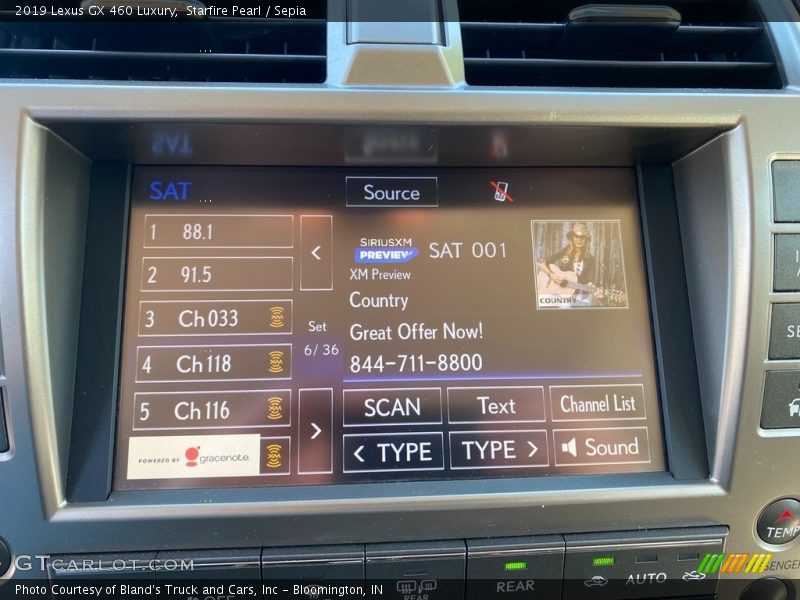 2019 Lexus GX 460 Luxury, Starfire Pearl / Sepia
SAT
Source
1 88.1
2 91.5
3 Ch 033
4 Ch 118
5 Ch 116
POWERED BY gracenote
<
Set
6/ 36
>
SIRIUSXM
PREVIEW
SAT 001
XM Preview
Country
Great Offer Now!
844-711-8800
COUNTRY
SCAN
Text
Channel List
< TYPE
TYPE >
Sound
TEMP
REAR
REAR
AUTO
OFF
GTCARLOT.COM
Photo Courtesy of Bland's Truck and Cars, Inc – Bloomington, IN